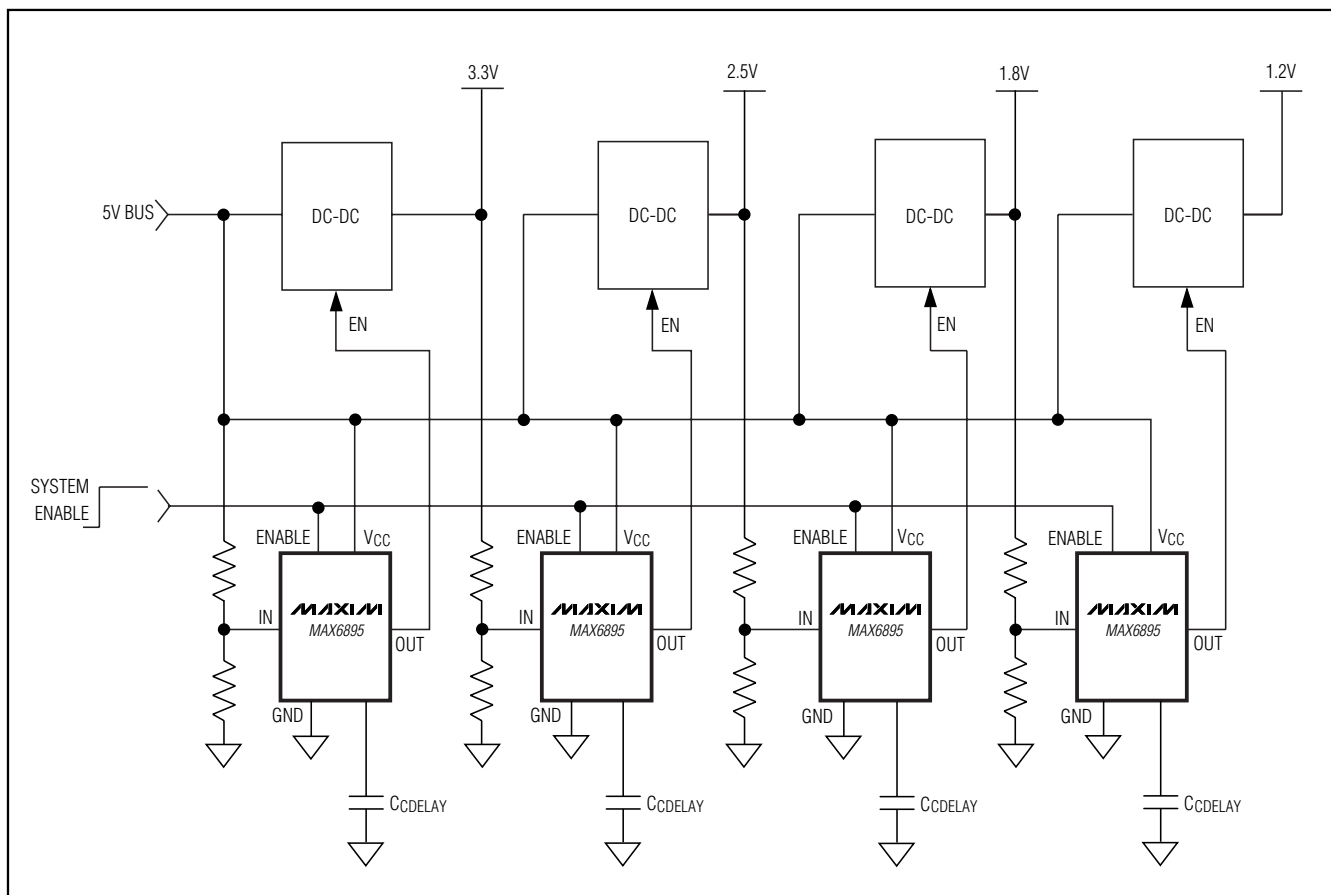 3.3V
2.5V
1.8V
1.2V
5V BUS
DC-DC
DC-DC
DC-DC
DC-DC
EN
EN
EN
EN
SYSTEM
ENABLE
ENABLE
VCC
ENABLE
VCC
ENABLE
VCC
ENABLE
VCC
IN
MAXIM
MAX6895
OUT
IN
MAXIM
MAX6895
OUT
IN
MAXIM
MAX6895
OUT
IN
MAXIM
MAX6895
OUT
GND
GND
GND
GND
CCDELAY
CCDELAY
CCDELAY
CCDELAY